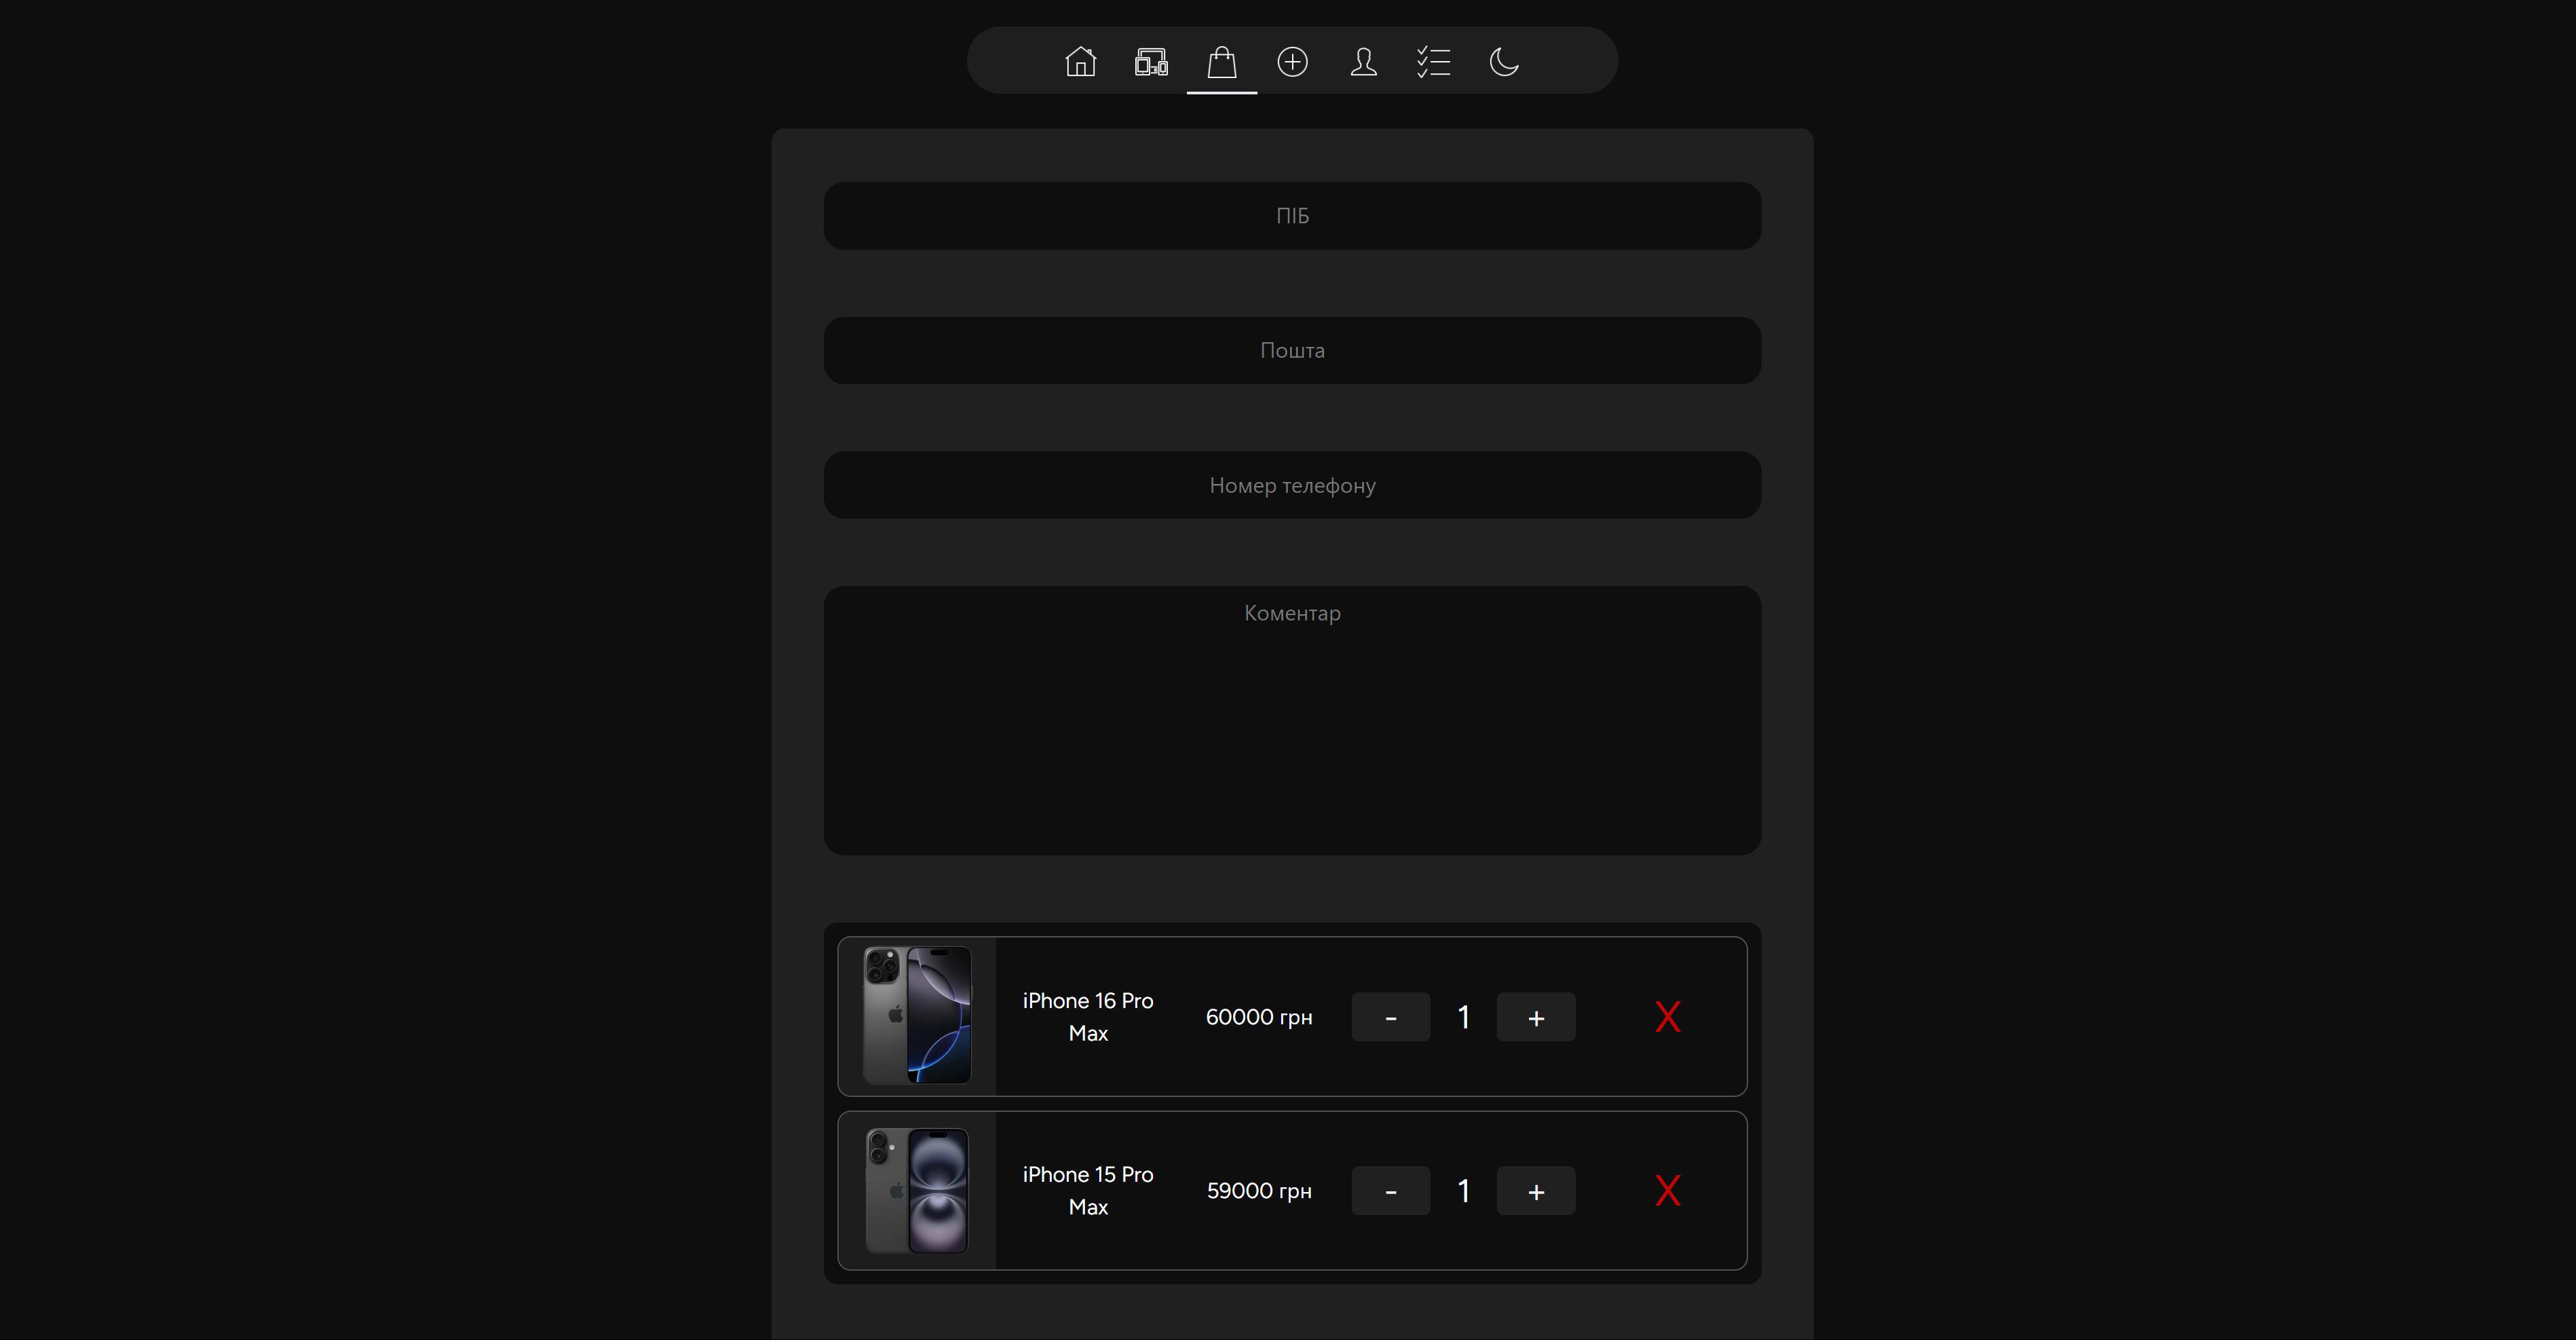 ПІБ
Пошта
Номер телефону
Коментар
iPhone 16 Pro
Max
60000 грн
- 1 +
X
iPhone 15 Pro
Max
59000 грн
- 1 +
X